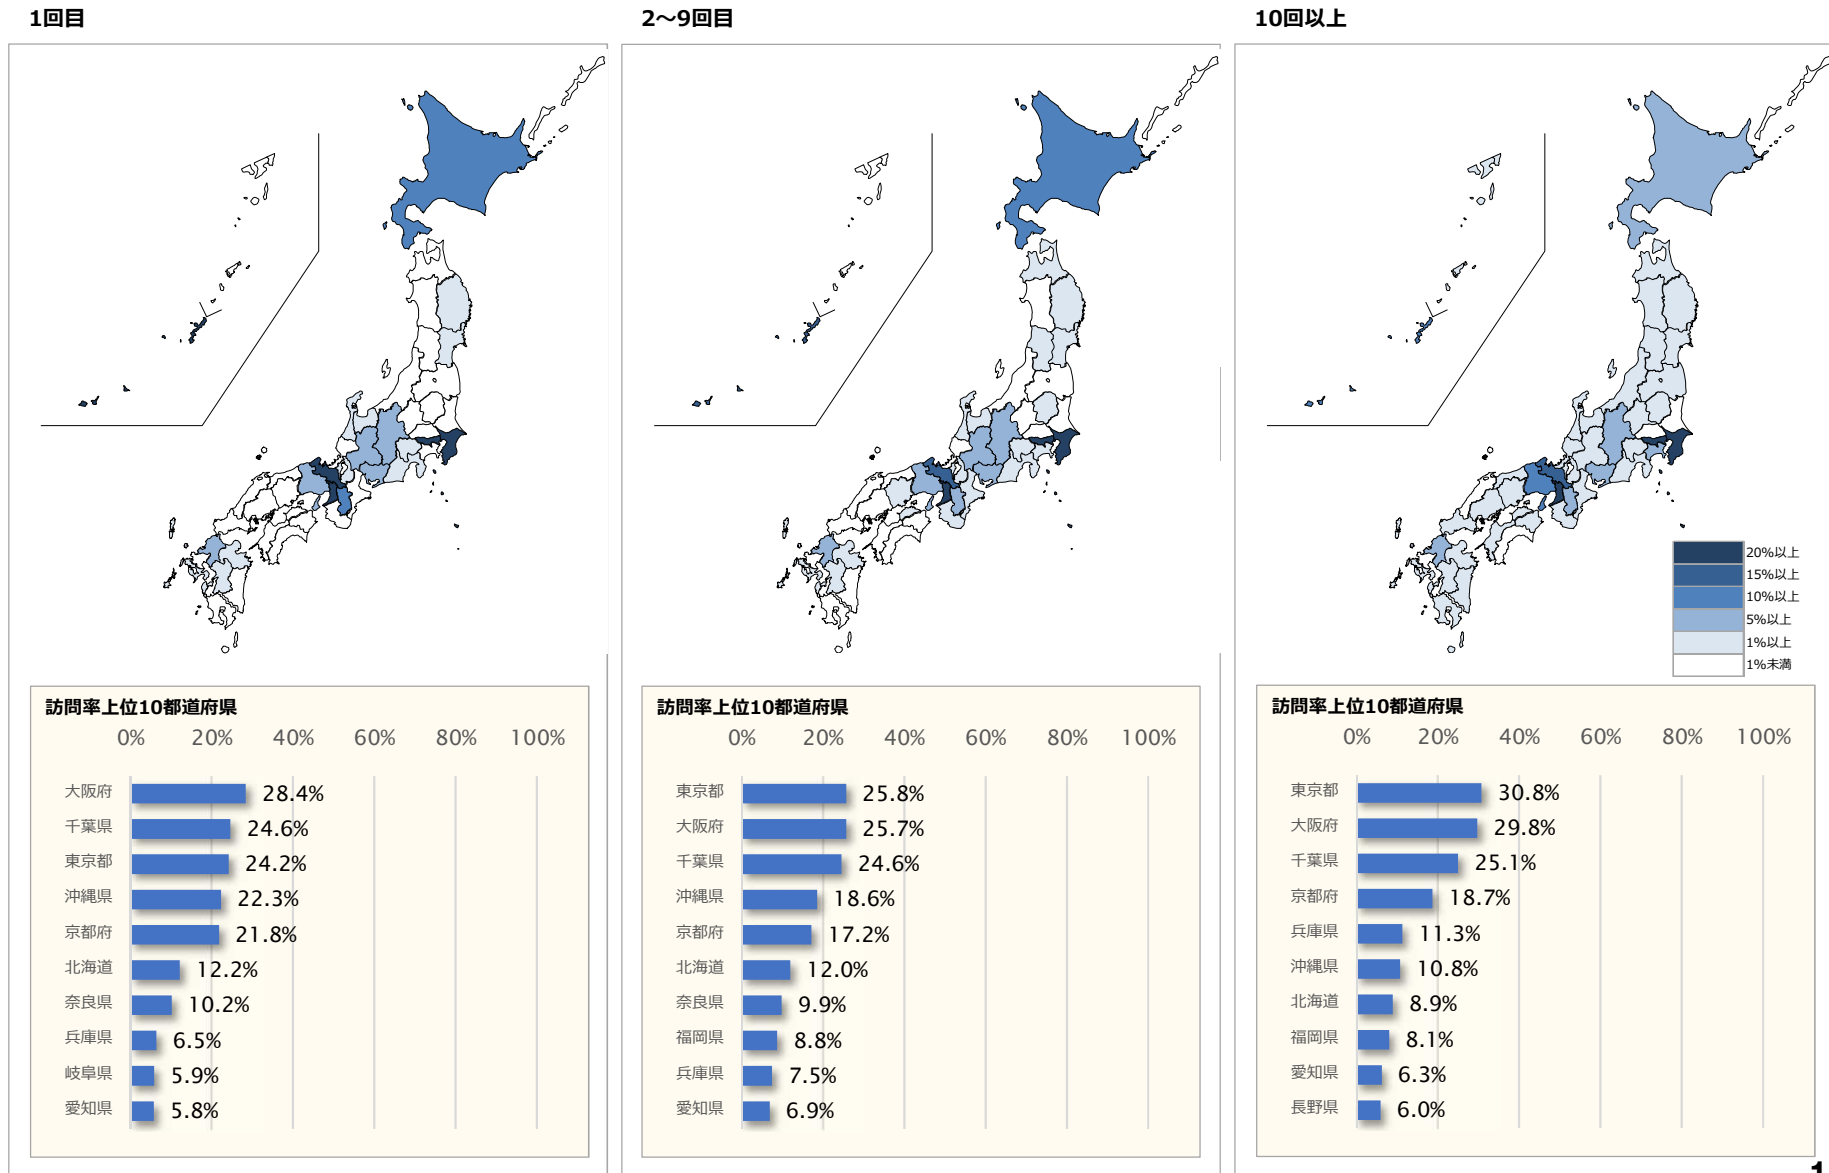 1回目
2～9回目
10回以上
20%以上
15%以上
10%以上
5%以上
1%以上
1%未満
訪問率上位10都道府県
0% 20% 40% 60% 80% 100%
大阪府 28.4%
千葉県 24.6%
東京都 24.2%
沖縄県 22.3%
京都府 21.8%
北海道 12.2%
奈良県 10.2%
兵庫県 6.5%
岐阜県 5.9%
愛知県 5.8%
訪問率上位10都道府県
0% 20% 40% 60% 80% 100%
東京都 25.8%
大阪府 25.7%
千葉県 24.6%
沖縄県 18.6%
京都府 17.2%
北海道 12.0%
奈良県 9.9%
福岡県 8.8%
兵庫県 7.5%
愛知県 6.9%
訪問率上位10都道府県
0% 20% 40% 60% 80% 100%
東京都 30.8%
大阪府 29.8%
千葉県 25.1%
京都府 18.7%
兵庫県 11.3%
沖縄県 10.8%
北海道 8.9%
福岡県 8.1%
愛知県 6.3%
長野県 6.0%